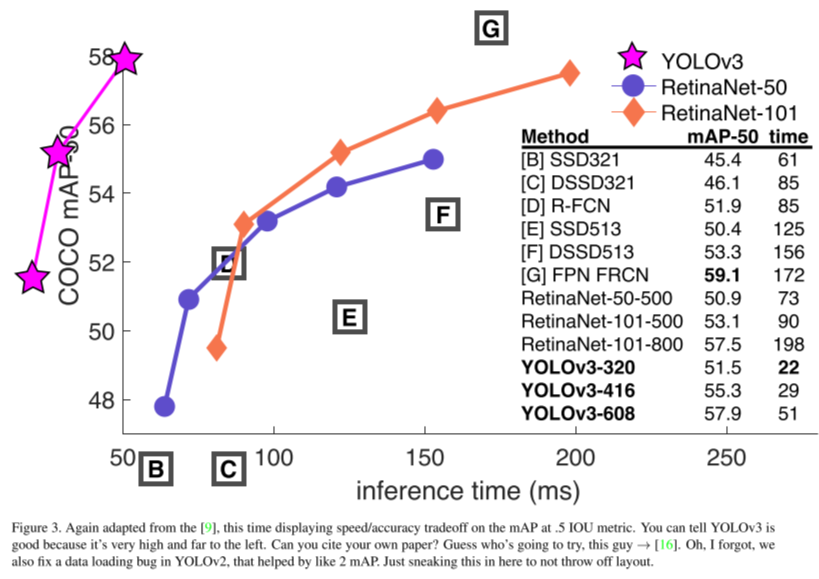 G
58
56
54
52
50
48
COCO mAP-50
D
E
F
B
C
50
100
150
200
250
inference time (ms)
YOLOv3
RetinaNet-50
RetinaNet-101
Method mAP-50 time
[B] SSD321 45.4 61
[C] DSSD321 46.1 85
[D] R-FCN 51.9 85
[E] SSD513 50.4 125
[F] DSSD513 53.3 156
[G] FPN FRCN 59.1 172
RetinaNet-50-500 50.9 73
RetinaNet-101-500 53.1 90
RetinaNet-101-800 57.5 198
YOLOv3-320 51.5 22
YOLOv3-416 55.3 29
YOLOv3-608 57.9 51
Figure 3. Again adapted from the [9], this time displaying speed/accuracy tradeoff on the mAP at .5 IOU metric. You can tell YOLOv3 is
good because it's very high and far to the left. Can you cite your own paper? Guess who's going to try, this guy → [16]. Oh, I forgot, we
also fix a data loading bug in YOLOv2, that helped by like 2 mAP. Just sneaking this in here to not throw off layout.